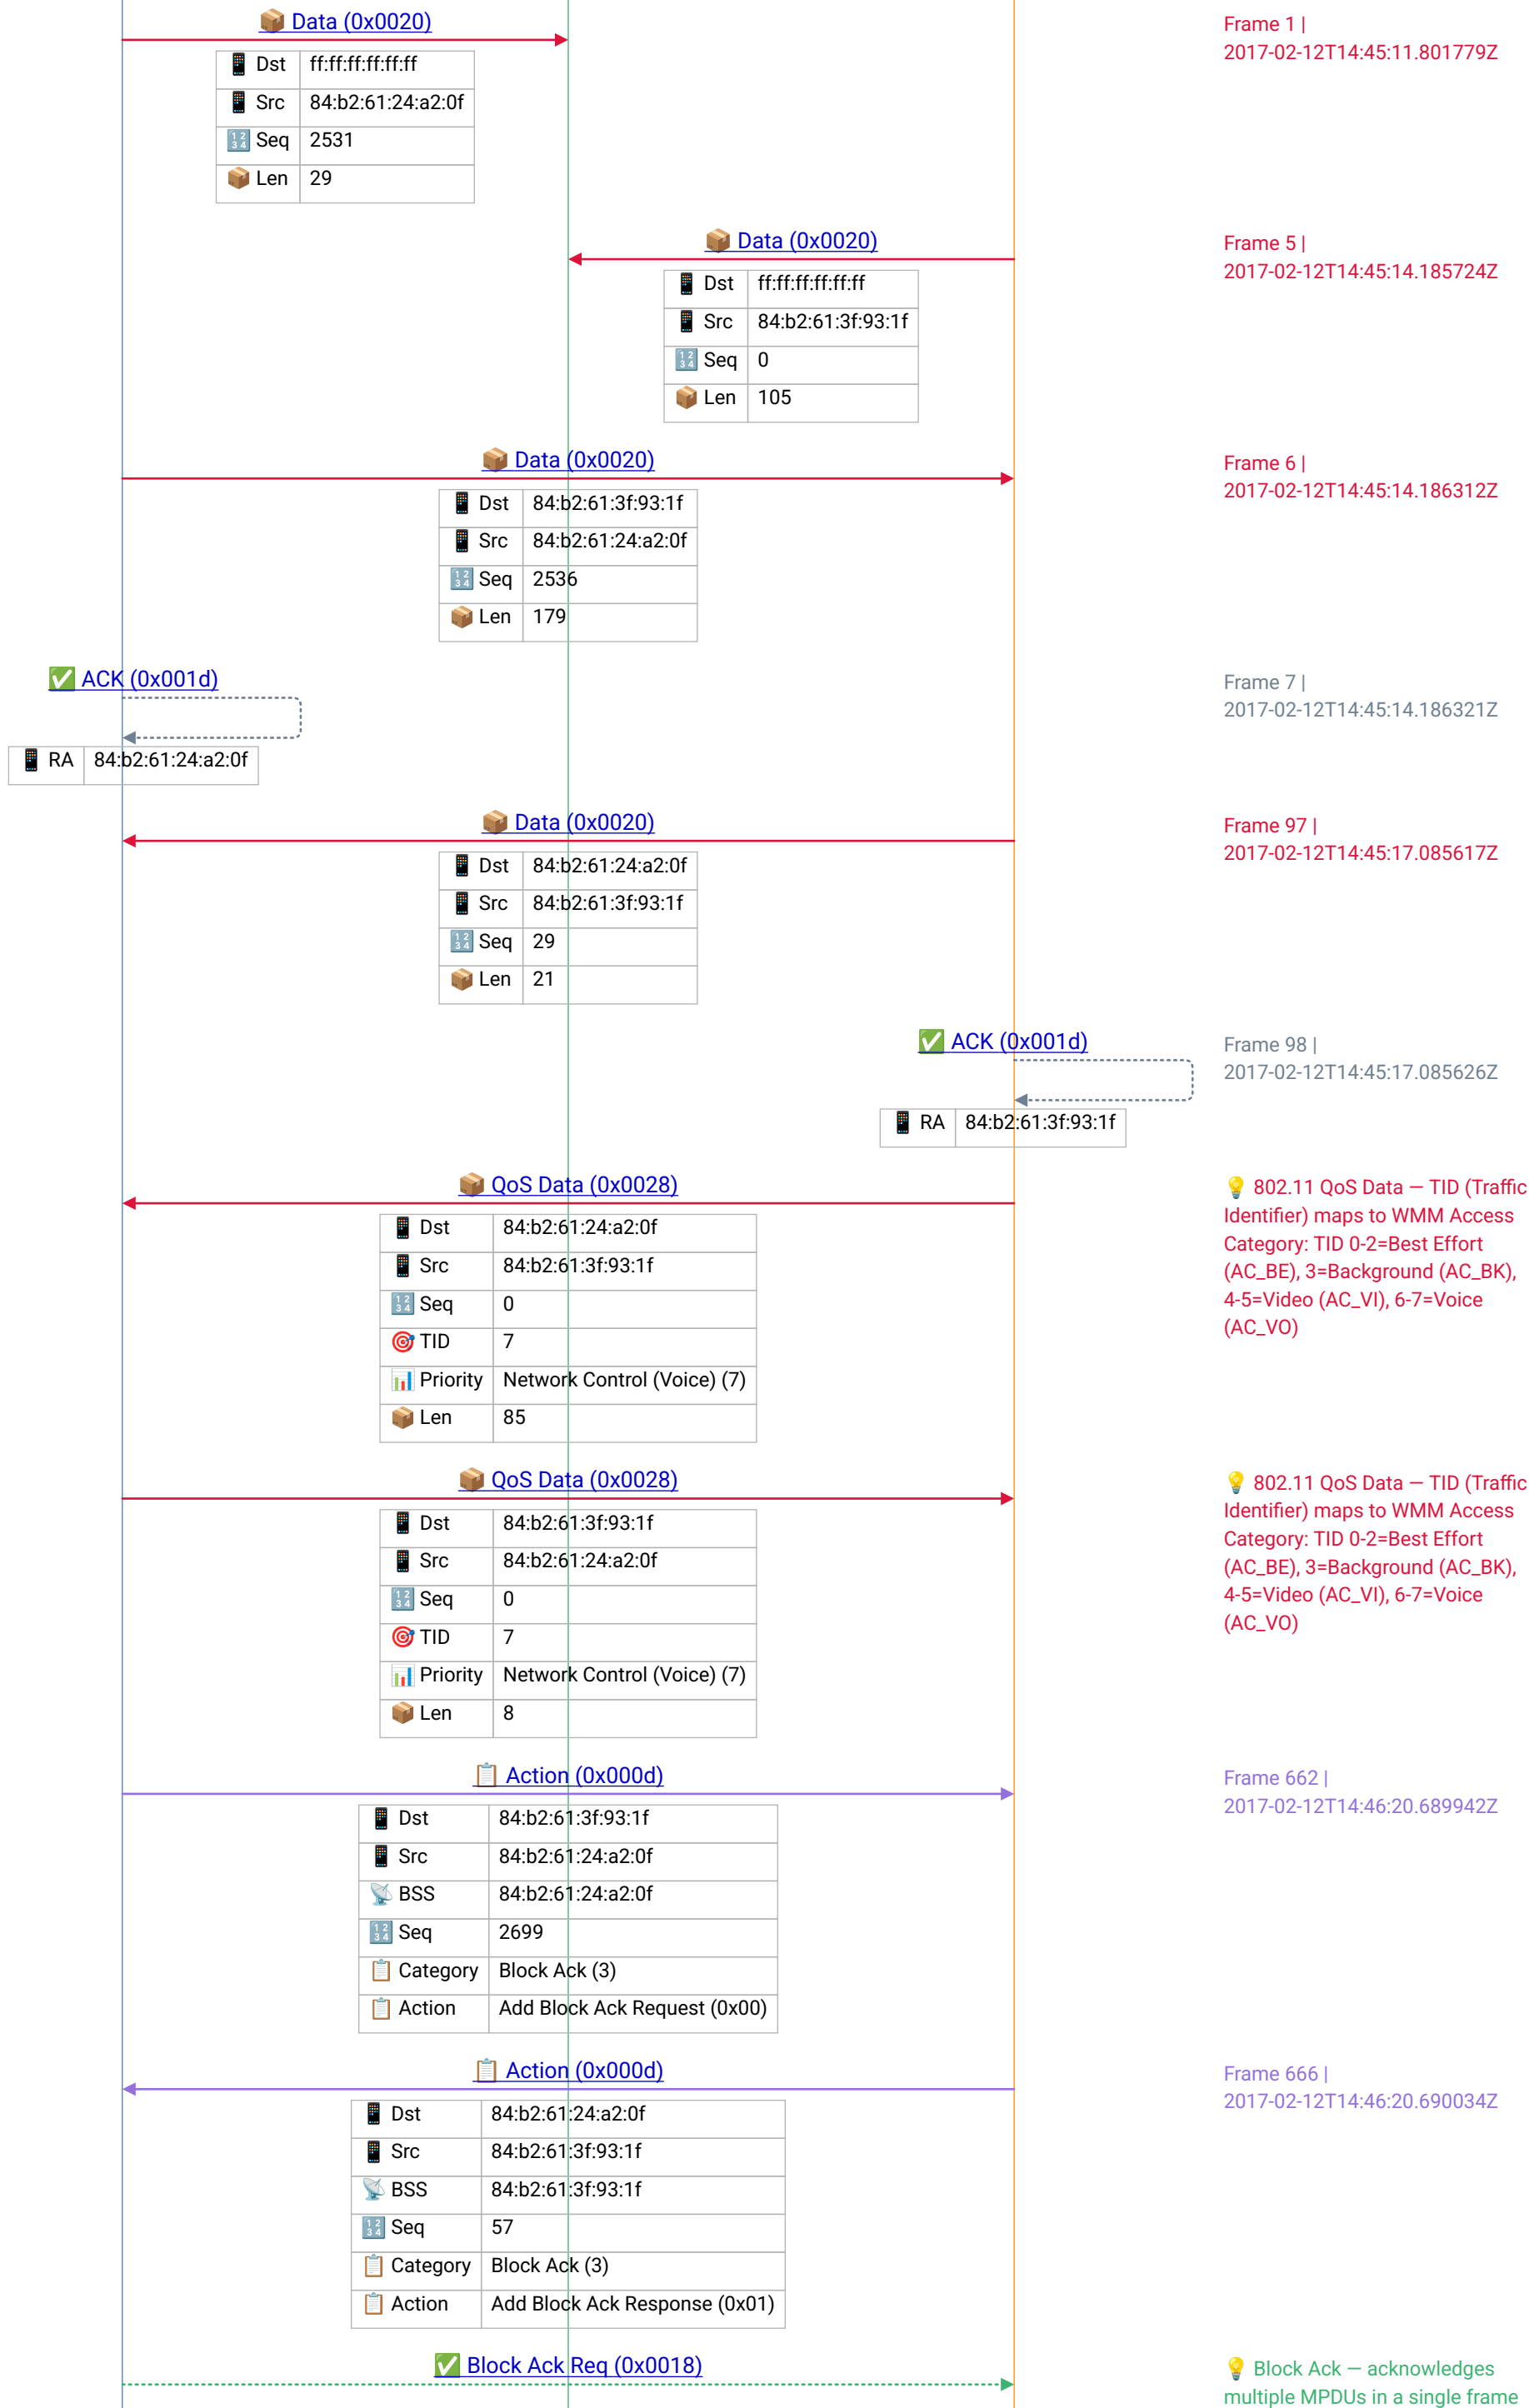 📦 Data (0x0020)
Frame 1 |
2017-02-12T14:45:11.801779Z
📱 Dst ff:ff:ff:ff:ff:ff
📱 Src 84:b2:61:24:a2:0f
🔢 Seq 2531
📦 Len 29
📦 Data (0x0020)
Frame 5 |
2017-02-12T14:45:14.185724Z
📱 Dst ff:ff:ff:ff:ff:ff
📱 Src 84:b2:61:3f:93:1f
🔢 Seq 0
📦 Len 105
📦 Data (0x0020)
Frame 6 |
2017-02-12T14:45:14.186312Z
📱 Dst 84:b2:61:3f:93:1f
📱 Src 84:b2:61:24:a2:0f
🔢 Seq 2536
📦 Len 179
✅ ACK (0x001d)
Frame 7 |
2017-02-12T14:45:14.186321Z
📱 RA 84:b2:61:24:a2:0f
📦 Data (0x0020)
Frame 97 |
2017-02-12T14:45:17.085617Z
📱 Dst 84:b2:61:24:a2:0f
📱 Src 84:b2:61:3f:93:1f
🔢 Seq 29
📦 Len 21
✅ ACK (0x001d)
Frame 98 |
2017-02-12T14:45:17.085626Z
📱 RA 84:b2:61:3f:93:1f
📦 QoS Data (0x0028)
💡 802.11 QoS Data — TID (Traffic
Identifier) maps to WMM Access
Category: TID 0-2=Best Effort
(AC_BE), 3=Background (AC_BK),
4-5=Video (AC_VI), 6-7=Voice
(AC_VO)
📱 Dst 84:b2:61:24:a2:0f
📱 Src 84:b2:61:3f:93:1f
🔢 Seq 0
🎯 TID 7
📊 Priority Network Control (Voice) (7)
📦 Len 85
📦 QoS Data (0x0028)
💡 802.11 QoS Data — TID (Traffic
Identifier) maps to WMM Access
Category: TID 0-2=Best Effort
(AC_BE), 3=Background (AC_BK),
4-5=Video (AC_VI), 6-7=Voice
(AC_VO)
📱 Dst 84:b2:61:3f:93:1f
📱 Src 84:b2:61:24:a2:0f
🔢 Seq 0
🎯 TID 7
📊 Priority Network Control (Voice) (7)
📦 Len 8
📋 Action (0x000d)
Frame 662 |
2017-02-12T14:46:20.689942Z
📱 Dst 84:b2:61:3f:93:1f
📱 Src 84:b2:61:24:a2:0f
📡 BSS 84:b2:61:24:a2:0f
🔢 Seq 2699
📋 Category Block Ack (3)
📋 Action Add Block Ack Request (0x00)
📋 Action (0x000d)
Frame 666 |
2017-02-12T14:46:20.690034Z
📱 Dst 84:b2:61:24:a2:0f
📱 Src 84:b2:61:3f:93:1f
📡 BSS 84:b2:61:3f:93:1f
🔢 Seq 57
📋 Category Block Ack (3)
📋 Action Add Block Ack Response (0x01)
✅ Block Ack Req (0x0018)
💡 Block Ack — acknowledges
multiple MPDUs in a single frame